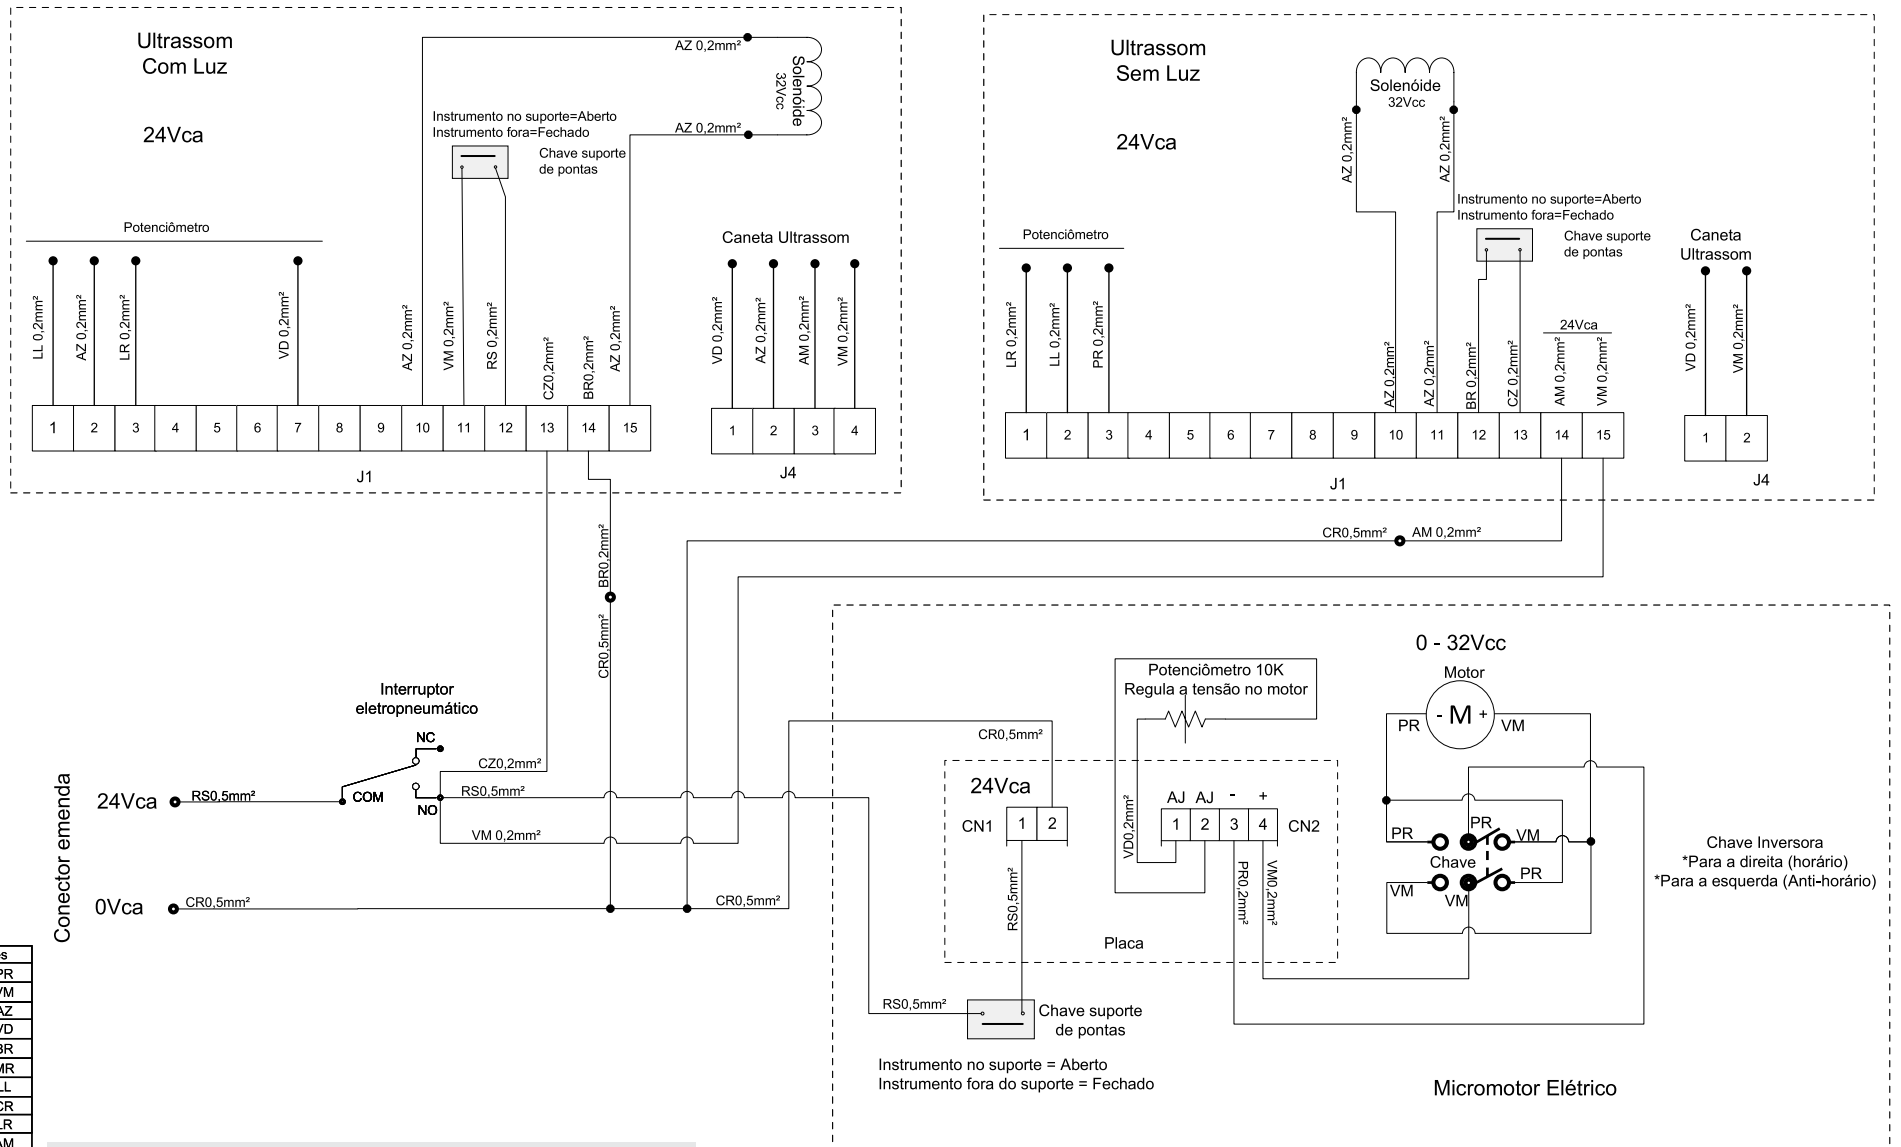 Ultrassom
Com Luz
24Vca
AZ 0,2mm²
Solenóide
32Vcc
AZ 0,2mm²
Instrumento no suporte=Aberto
Instrumento fora=Fechado
Chave suporte
de pontas
Potenciômetro
LL 0,2mm²
AZ 0,2mm²
LR 0,2mm²
VD 0,2mm²
AZ 0,2mm²
VM 0,2mm²
RS 0,2mm²
CZ0,2mm²
BR0,2mm²
AZ 0,2mm²
1 2 3 4 5 6 7 8 9 10 11 12 13 14 15
J1
Caneta Ultrassom
VD 0,2mm²
AZ 0,2mm²
AM 0,2mm²
VM 0,2mm²
1 2 3 4
J4
Ultrassom
Sem Luz
24Vca
Solenóide
32Vcc
AZ 0,2mm²
AZ 0,2mm²
Instrumento no suporte=Aberto
Instrumento fora=Fechado
Chave suporte
de pontas
Potenciômetro
LR 0,2mm²
LL 0,2mm²
PR 0,2mm²
AZ 0,2mm²
AZ 0,2mm²
BR 0,2mm²
CZ 0,2mm²
24Vca
AM 0,2mm²
VM 0,2mm²
1 2 3 4 5 6 7 8 9 10 11 12 13 14 15
J1
Caneta
Ultrassom
VD 0,2mm²
VM 0,2mm²
1 2
J4
CR0,5mm²
AM 0,2mm²
BR0,2mm²
CR0,5mm²
Interruptor
eletropneumático
NC
COM
NO
CZ0,2mm²
RS0,5mm²
VM 0,2mm²
Conector emenda
24Vca
RS0,5mm²
0Vca
CR0,5mm²
CR0,5mm²
CR0,5mm²
24Vca
CN1
1 2
RS0,5mm²
Potenciômetro 10K
Regula a tensão no motor
VD0,2mm²
AJ AJ - +
1 2 3 4
CN2
PR0,2mm²
VM0,2mm²
Placa
RS0,5mm²
Chave suporte
de pontas
Instrumento no suporte = Aberto
Instrumento fora do suporte = Fechado
0 - 32Vcc
Motor
- M +
PR
VM
PR
PR
VM
Chave
VM
VM
PR
Chave Inversora
*Para a direita (horário)
*Para a esquerda (Anti-horário)
Micromotor Elétrico
PR
VM
AZ
VD
BR
MR
LL
CR
LR
AM